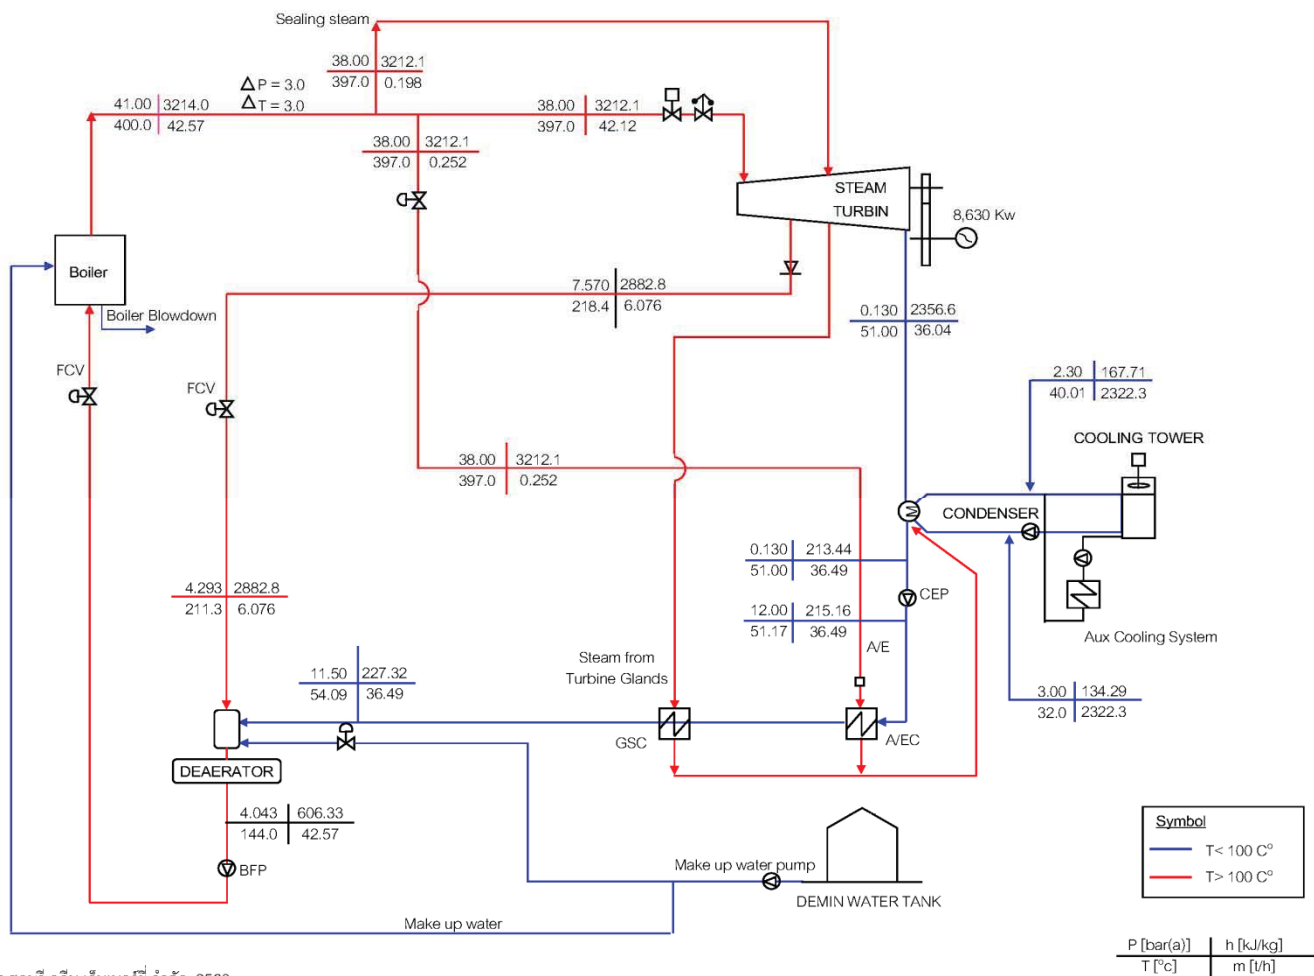 Sealing steam
38.00 3212.1
397.0 0.198
△ P = 3.0
△ T = 3.0
41.00 3214.0
400.0 42.57
38.00 3212.1
397.0 42.12
38.00 3212.1
397.0 0.252
STEAM
TURBIN
8,630 Kw
Boiler
Boiler Blowdown
7.570 2882.8
218.4 6.076
0.130 2356.6
51.00 36.04
FCV
FCV
2.30 167.71
40.01 2322.3
COOLING TOWER
38.00 3212.1
397.0 0.252
M
CONDENSER
0.130 213.44
51.00 36.49
CEP
4.293 2882.8
211.3 6.076
12.00 215.16
51.17 36.49
A/E
Aux Cooling System
Steam from
Turbine Glands
11.50 227.32
54.09 36.49
3.00 134.29
32.0 2322.3
GSC
A/EC
DEAERATOR
4.043 606.33
144.0 42.57
BFP
Make up water pump
DEMIN WATER TANK
Make up water
Symbol
T< 100 C°
T> 100 C°
P [bar(a)] h [kJ/kg]
T [°c] m [t/h]